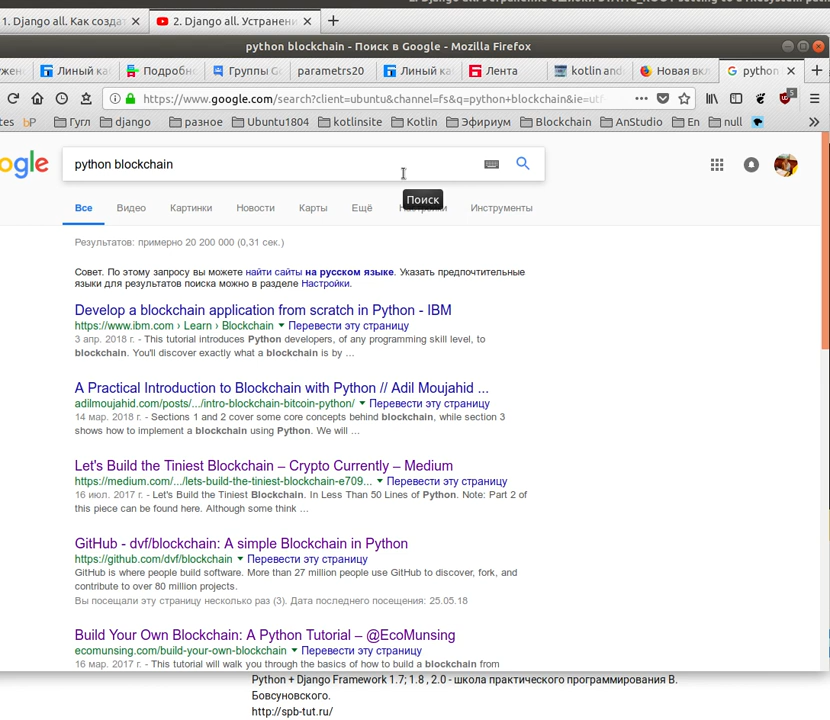 1. Django all. Как создат
2. Django all. Устранени
python blockchain - Поиск в Google - Mozilla Firefox
Линый ка
Подробно
Группы G
parametrs20
Линый ка
Лента
kotlin and
Новая вкл
python
https://www.google.com/search?client=ubuntu&channel=fs&q=python+blockchain&ie=utf-
5
tes
bP
Гугл
django
разное
Ubuntu1804
kotlinsite
Kotlin
Эфириум
Blockchain
AnStudio
En
null
ogle
python blockchain
Поиск
Все
Видео
Картинки
Новости
Карты
Ещё
Настройки
Инструменты
Результатов: примерно 20 200 000 (0,31 сек.)
Совет. По этому запросу вы можете найти сайты на русском языке. Указать предпочтительные
языки для результатов поиска можно в разделе Настройки.
Develop a blockchain application from scratch in Python - IBM
https://www.ibm.com › Learn › Blockchain ▼ Перевести эту страницу
3 апр. 2018 г. - This tutorial introduces Python developers, of any programming skill level, to
blockchain. You'll discover exactly what a blockchain is by ...
A Practical Introduction to Blockchain with Python // Adil Moujahid ...
adilmoujahid.com/posts/.../intro-blockchain-bitcoin-python/ ▼ Перевести эту страницу
14 мар. 2018 г. - Sections 1 and 2 cover some core concepts behind blockchain, while section 3
shows how to implement a blockchain using Python. We will ...
Let's Build the Tiniest Blockchain – Crypto Currently – Medium
https://medium.com/.../lets-build-the-tiniest-blockchain-e709... ▼ Перевести эту страницу
16 июл. 2017 г. - Let's Build the Tiniest Blockchain. In Less Than 50 Lines of Python. Note: Part 2 of
this piece can be found here. Although some think ...
GitHub - dvf/blockchain: A simple Blockchain in Python
https://github.com/dvf/blockchain ▼ Перевести эту страницу
GitHub is where people build software. More than 27 million people use GitHub to discover, fork, and
contribute to over 80 million projects.
Вы посещали эту страницу несколько раз (3). Дата последнего посещения: 25.05.18
Build Your Own Blockchain: A Python Tutorial – @EcoMunsing
ecomunsing.com/build-your-own-blockchain ▼ Перевести эту страницу
16 мар. 2017 г. - This tutorial will walk you through the basics of how to build a blockchain from
Python + Django Framework 1.7; 1.8 , 2.0 - школа практического программирования В.
Бовсуновского.
http://spb-tut.ru/